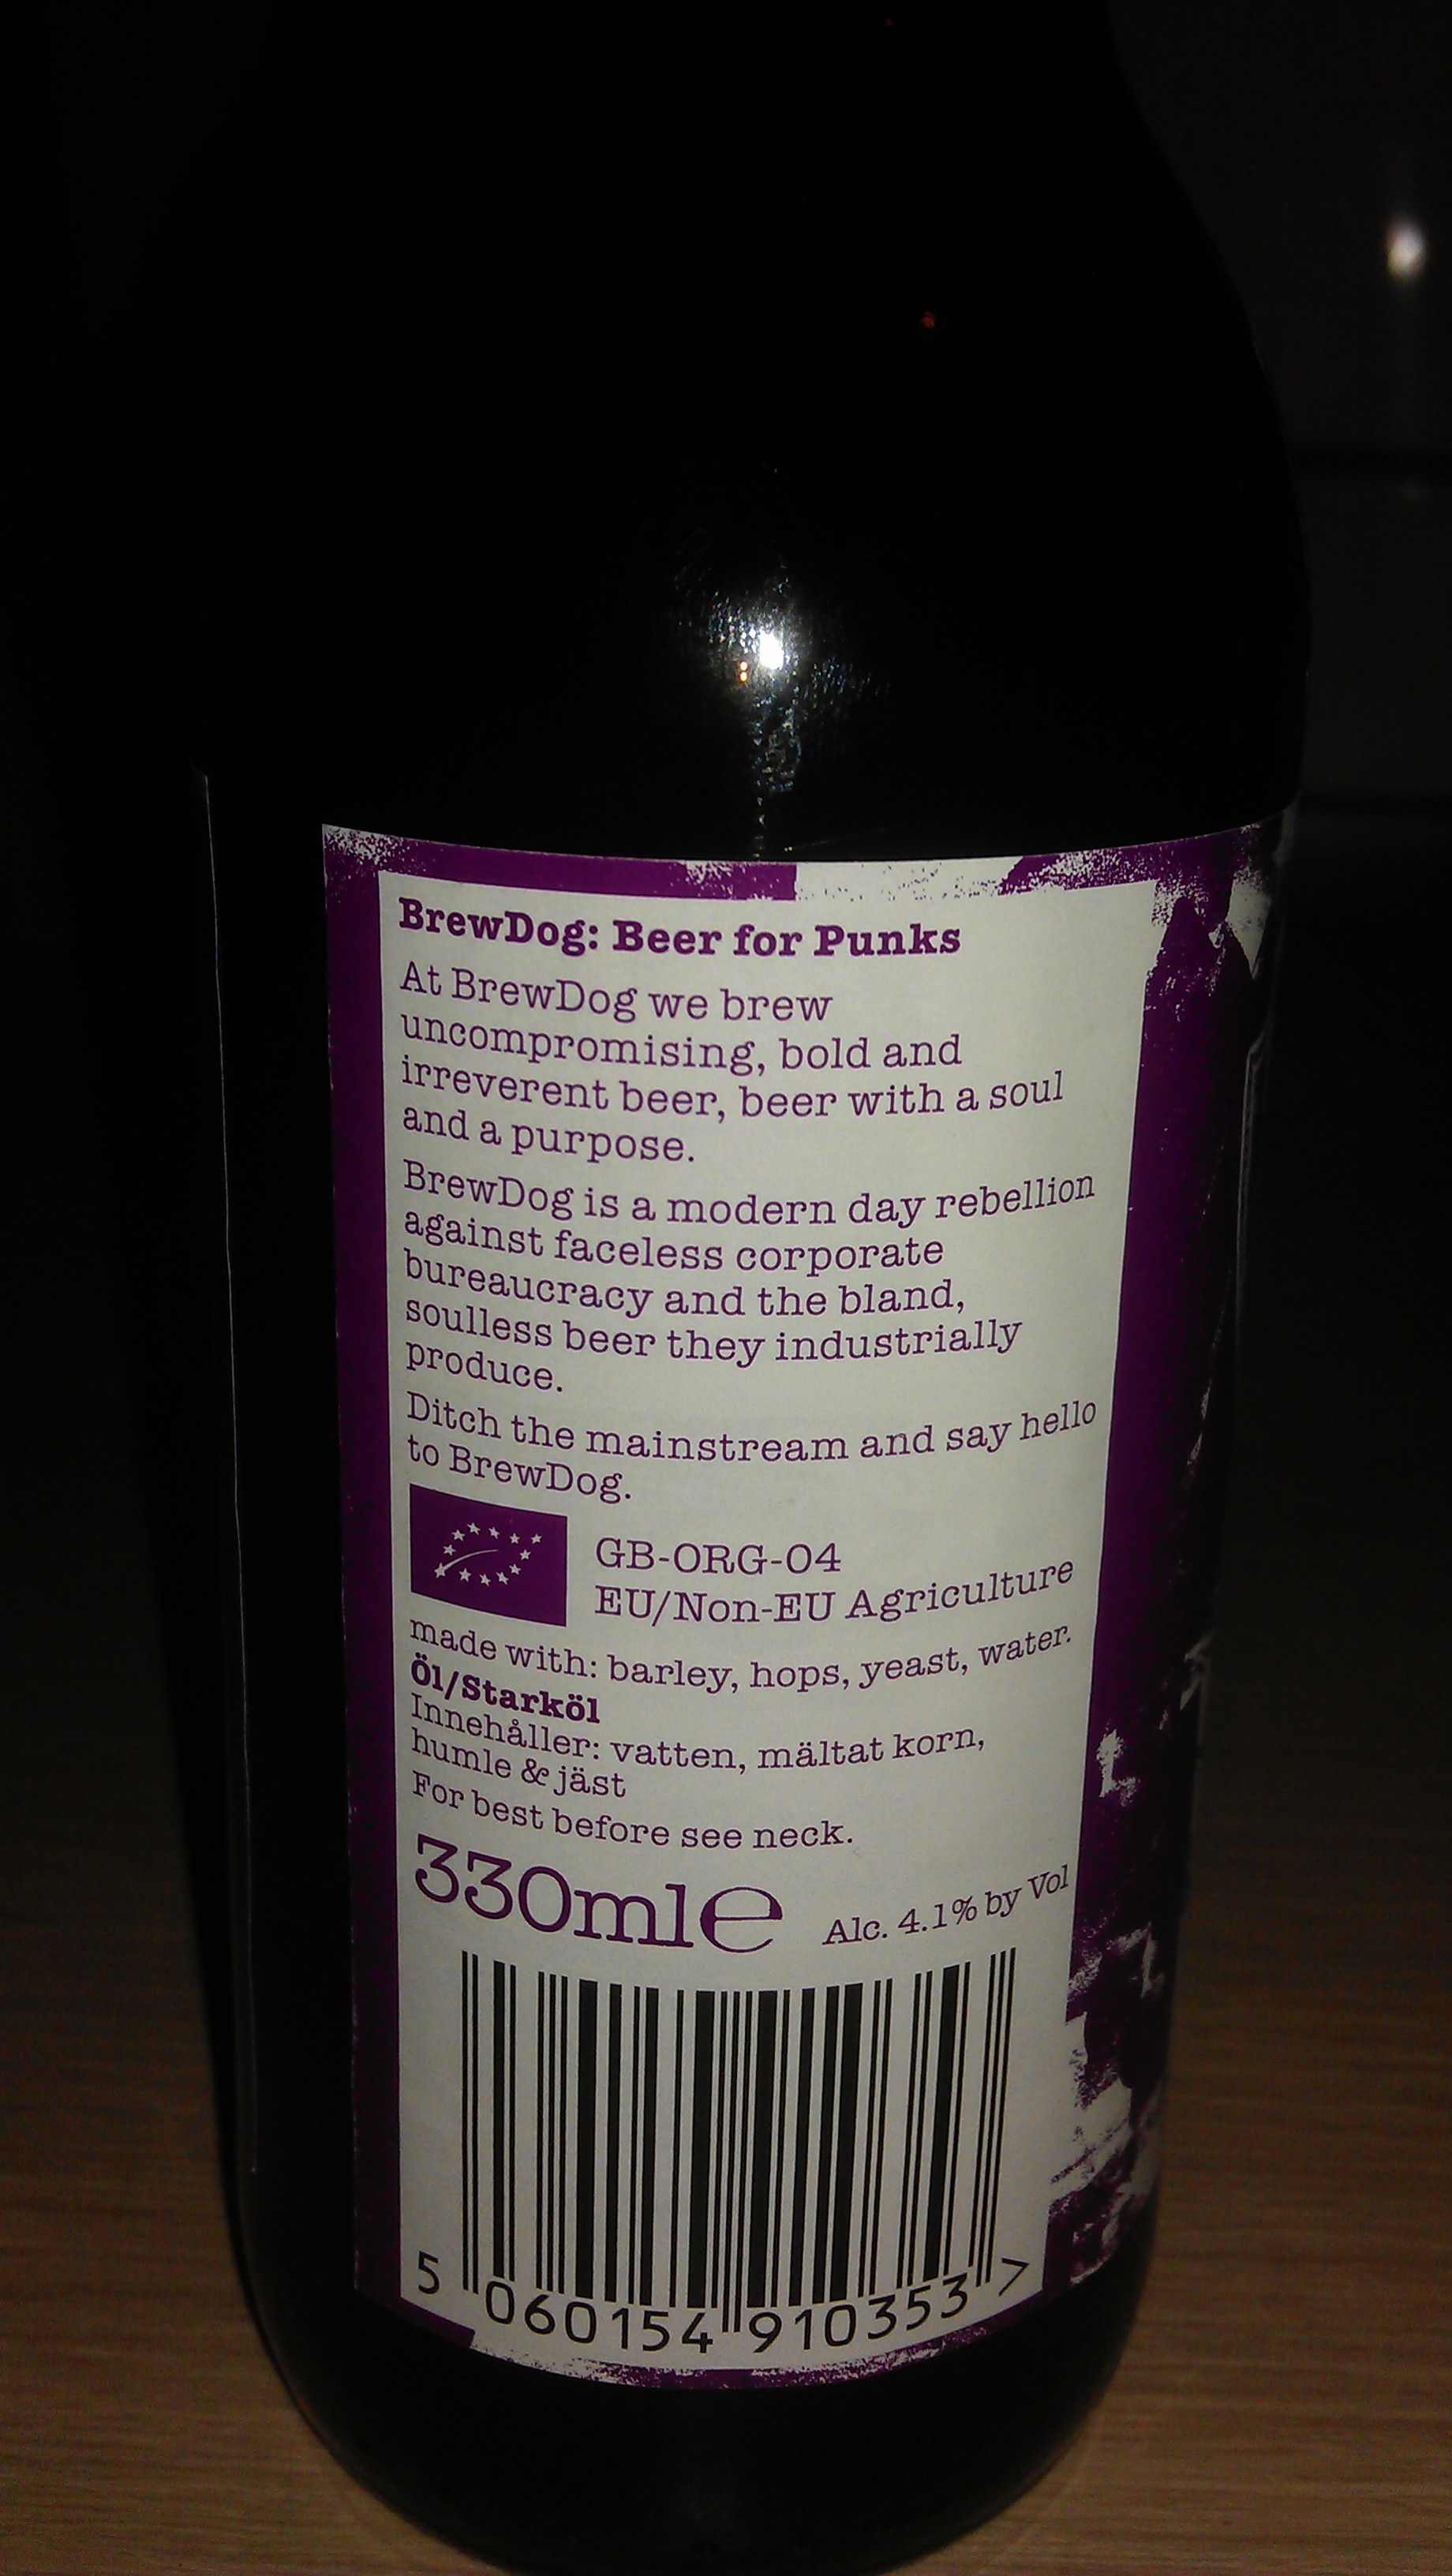 BrewDog: Beer for Punks
At BrewDog we brew
uncompromising, bold and
irreverent beer, beer with a soul
and a purpose.
BrewDog is a modern day rebellion
against faceless corporate
bureaucracy and the bland,
soulless beer they industrially
produce.
Ditch the mainstream and say hello
to BrewDog.
GB-ORG-04
EU/Non-EU Agriculture
made with: barley, hops, yeast, water.
Öl/Starköl
Innehåller: vatten, mältat korn,
humle & jäst
For best before see neck.
330ml e Alc. 4.1% by Vol
5 060154 910353 >